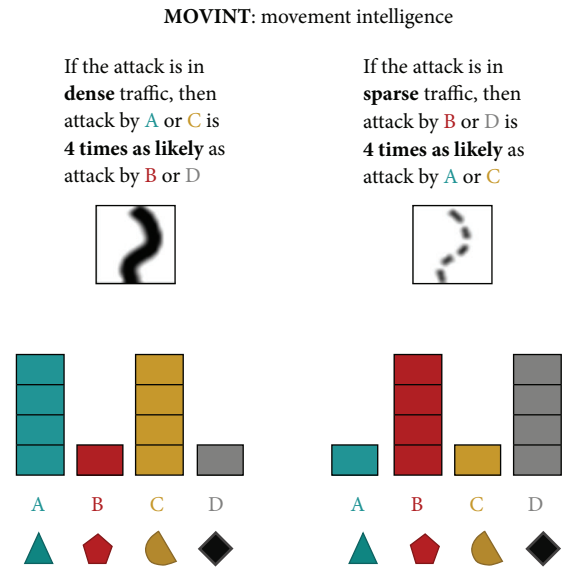 MOVINT: movement intelligence
If the attack is in
dense traffic, then
attack by A or C is
4 times as likely as
attack by B or D
If the attack is in
sparse traffic, then
attack by B or D is
4 times as likely as
attack by A or C
A B C D
A B C D